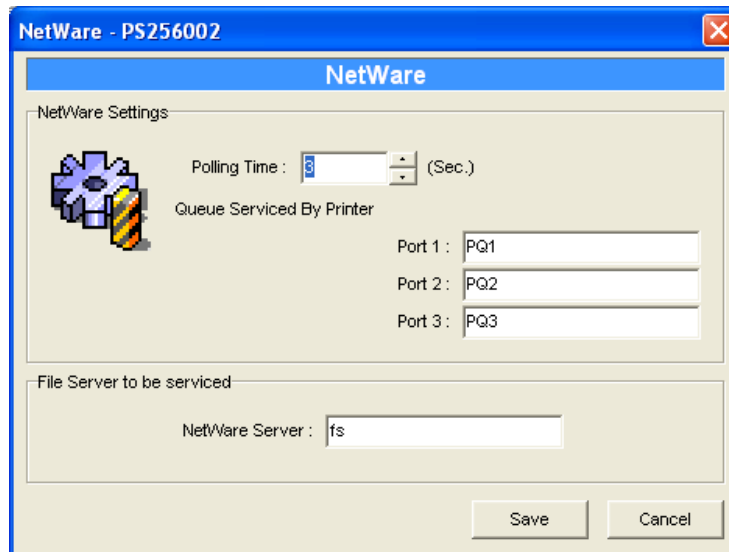 NetWare - PS256002
NetWare
NetWare Settings
Polling Time : 3 (Sec.)
Queue Serviced By Printer
Port 1 : PQ1
Port 2 : PQ2
Port 3 : PQ3
File Server to be serviced
NetWare Server : fs
Save Cancel